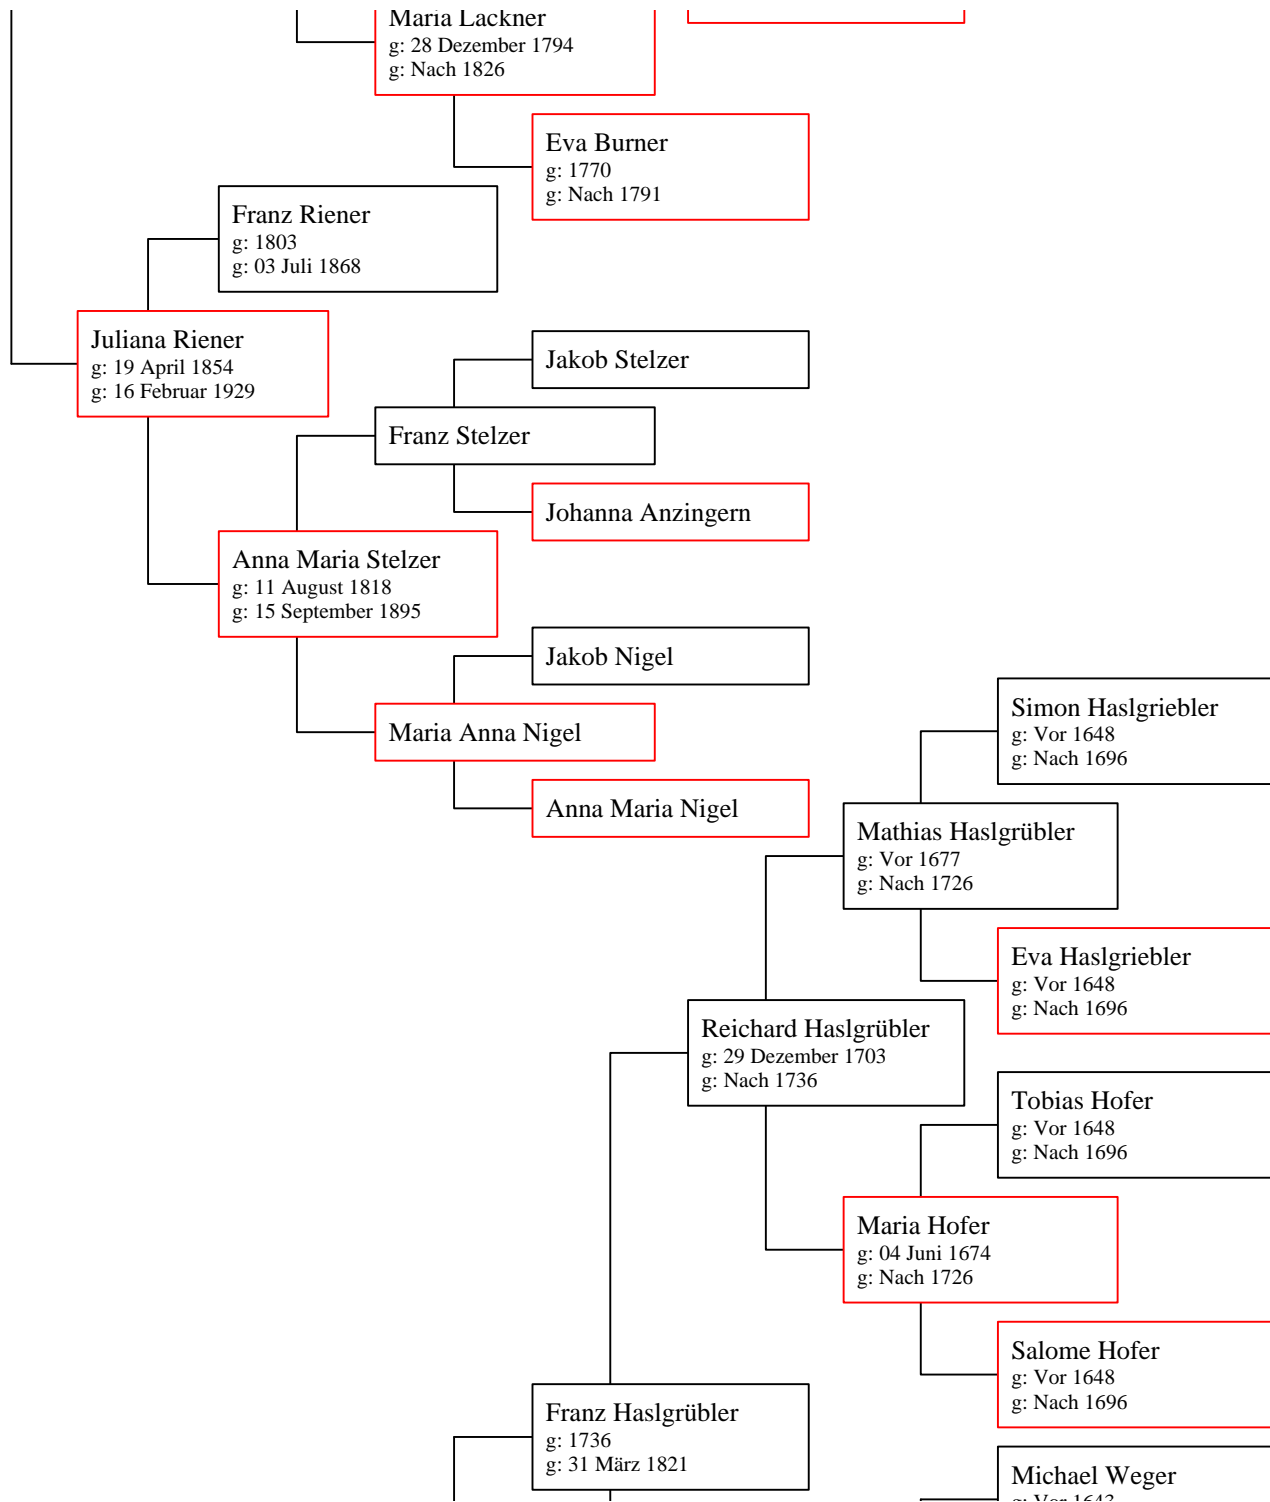 Maria Lackner
g: 28 Dezember 1794
g: Nach 1826
Eva Burner
g: 1770
g: Nach 1791
Franz Riener
g: 1803
g: 03 Juli 1868
Juliana Riener
g: 19 April 1854
g: 16 Februar 1929
Jakob Stelzer
Franz Stelzer
Johanna Anzingern
Anna Maria Stelzer
g: 11 August 1818
g: 15 September 1895
Jakob Nigel
Maria Anna Nigel
Anna Maria Nigel
Simon Haslgriebler
g: Vor 1648
g: Nach 1696
Mathias Haslgrübler
g: Vor 1677
g: Nach 1726
Eva Haslgriebler
g: Vor 1648
g: Nach 1696
Reichard Haslgrübler
g: 29 Dezember 1703
g: Nach 1736
Tobias Hofer
g: Vor 1648
g: Nach 1696
Maria Hofer
g: 04 Juni 1674
g: Nach 1726
Salome Hofer
g: Vor 1648
g: Nach 1696
Franz Haslgrübler
g: 1736
g: 31 März 1821
Michael Weger
g: Vor 1643